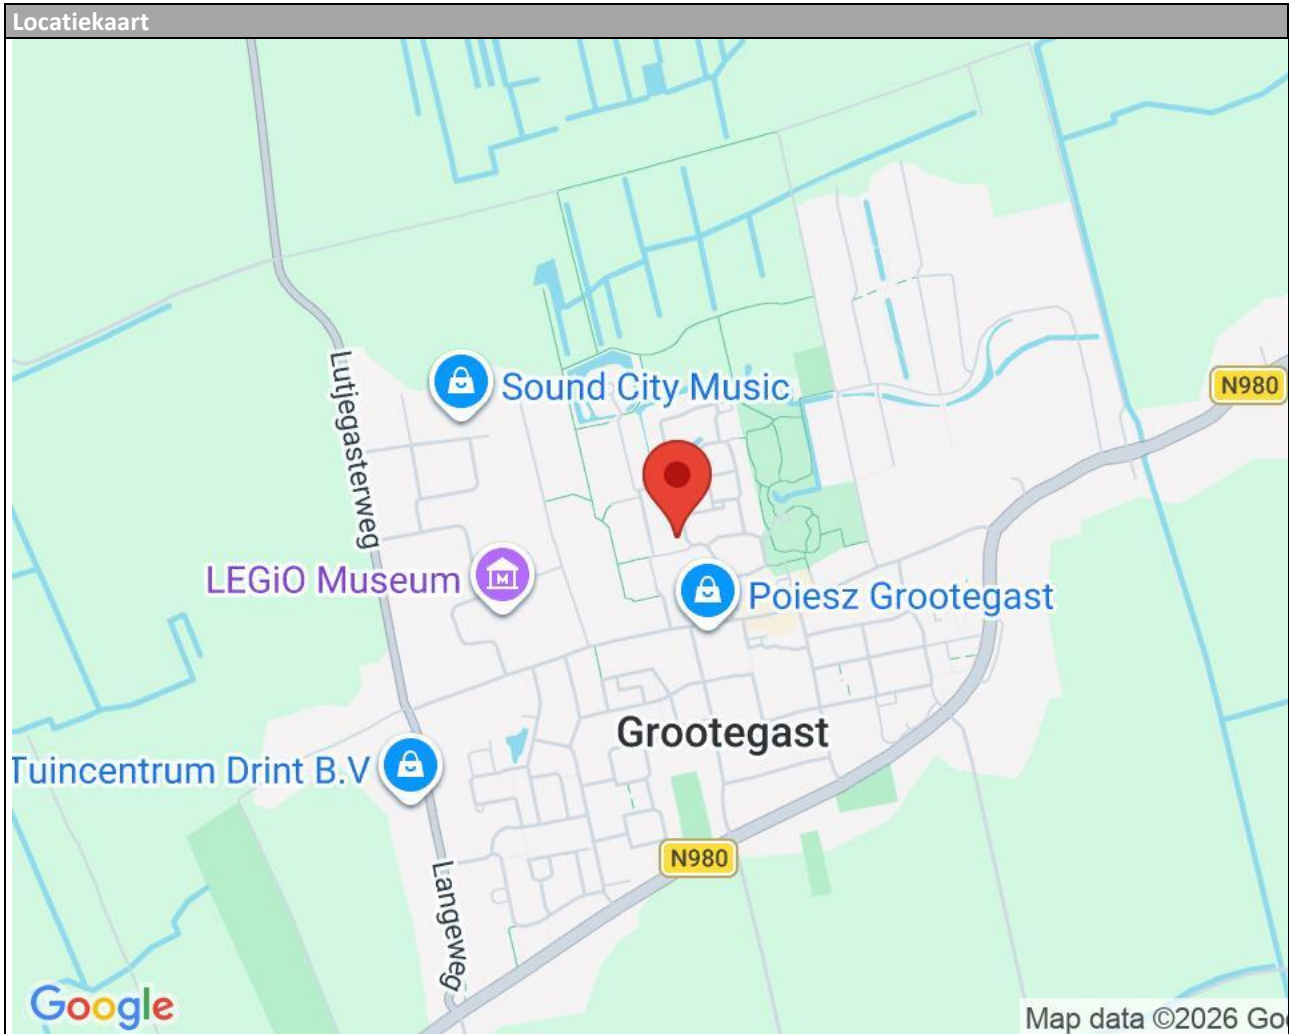 Locatiekaart
Lutjegasterweg
Sound City Music
N980
LEGiO Museum
Poiesz Grootegast
Grootegast
Tuincentrum Drint B.V
N980
Langeweg
Google
Map data ©2026 Goo